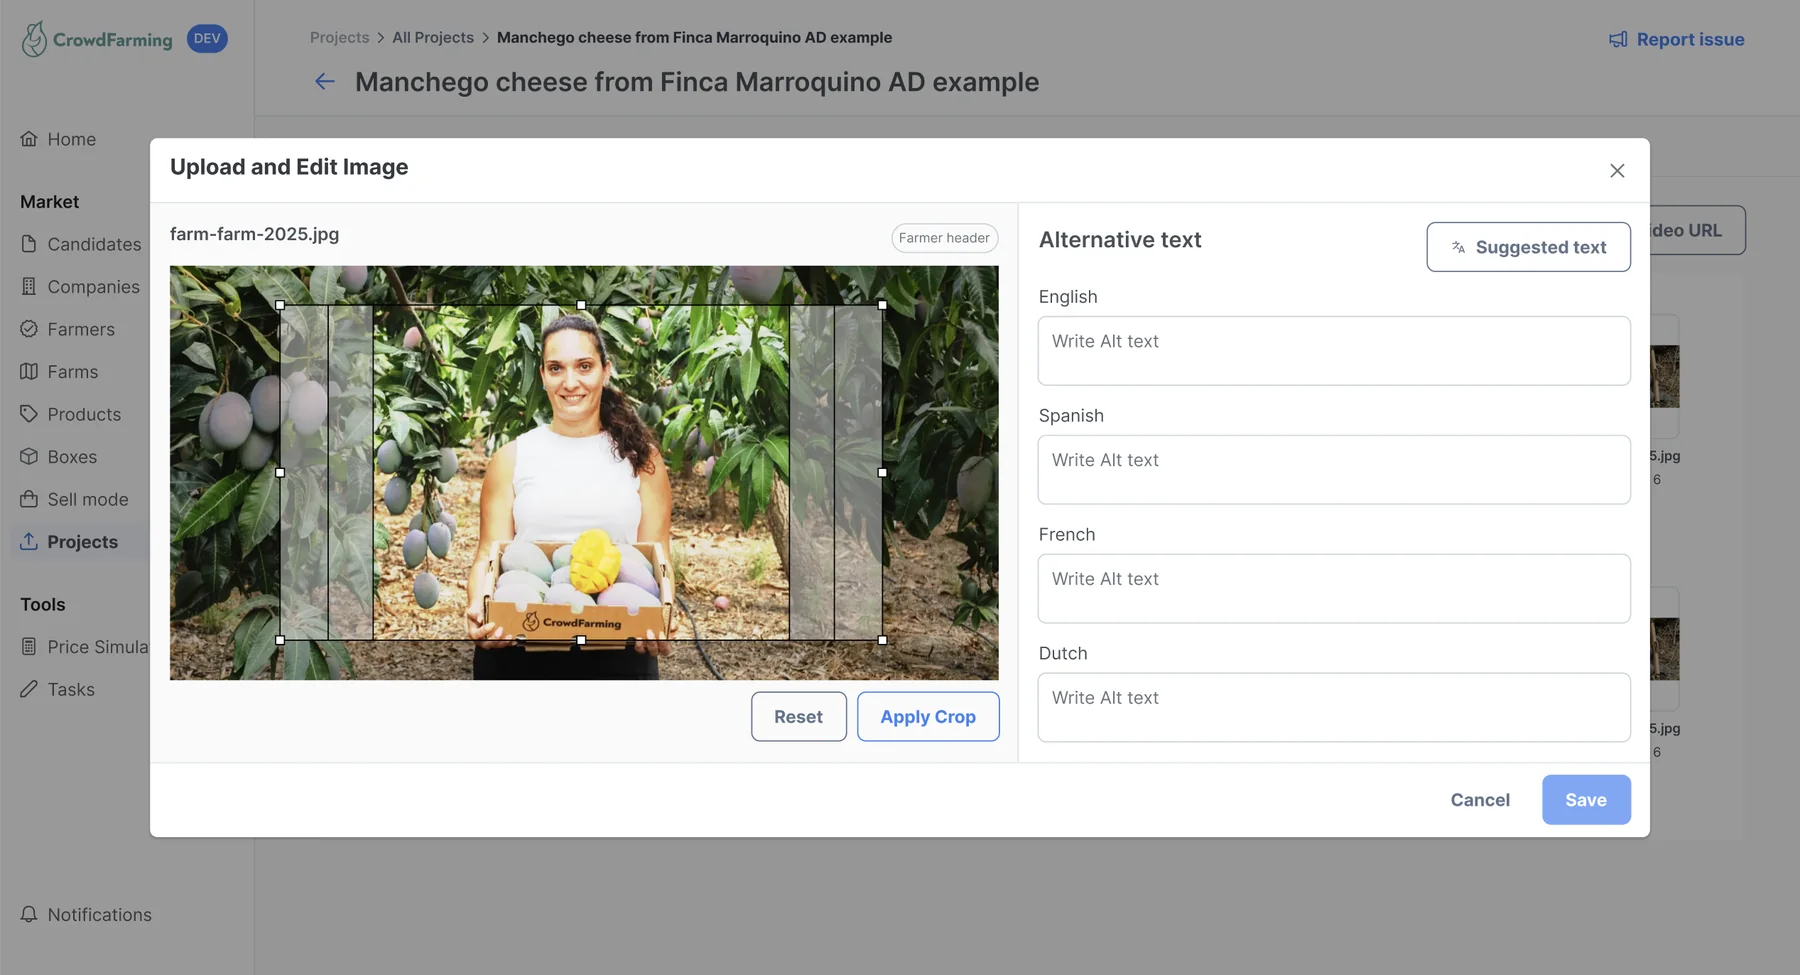 CrowdFarming DEV
Projects > All Projects > Manchego cheese from Finca Marroquino AD example
Report issue
Manchego cheese from Finca Marroquino AD example
Home
Market
Candidates
Companies
Farmers
Farms
Products
Boxes
Sell mode
Projects
Tools
Price Simula
Tasks
Notifications
Upload and Edit Image
farm-farm-2025.jpg
Farmer header
CrowdFarming
Reset
Apply Crop
Alternative text
Suggested text
English
Write Alt text
Spanish
Write Alt text
French
Write Alt text
Dutch
Write Alt text
Cancel
Save
ideo URL
5.jpg
6
5.jpg
6